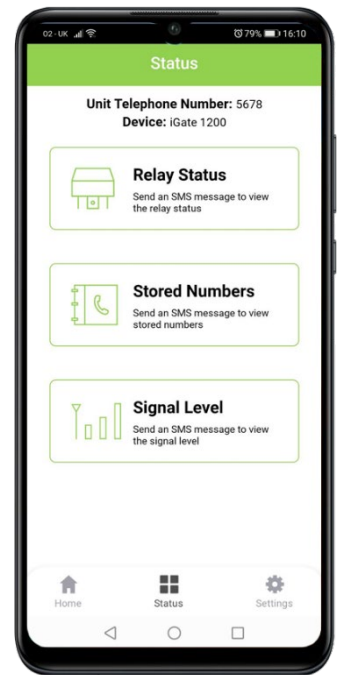 O2-UK 79% 16:10
Status
Unit Telephone Number: 5678
Device: iGate 1200
Relay Status
Send an SMS message to view
the relay status
Stored Numbers
Send an SMS message to view
stored numbers
Signal Level
Send an SMS message to view
the signal level
Home Status Settings